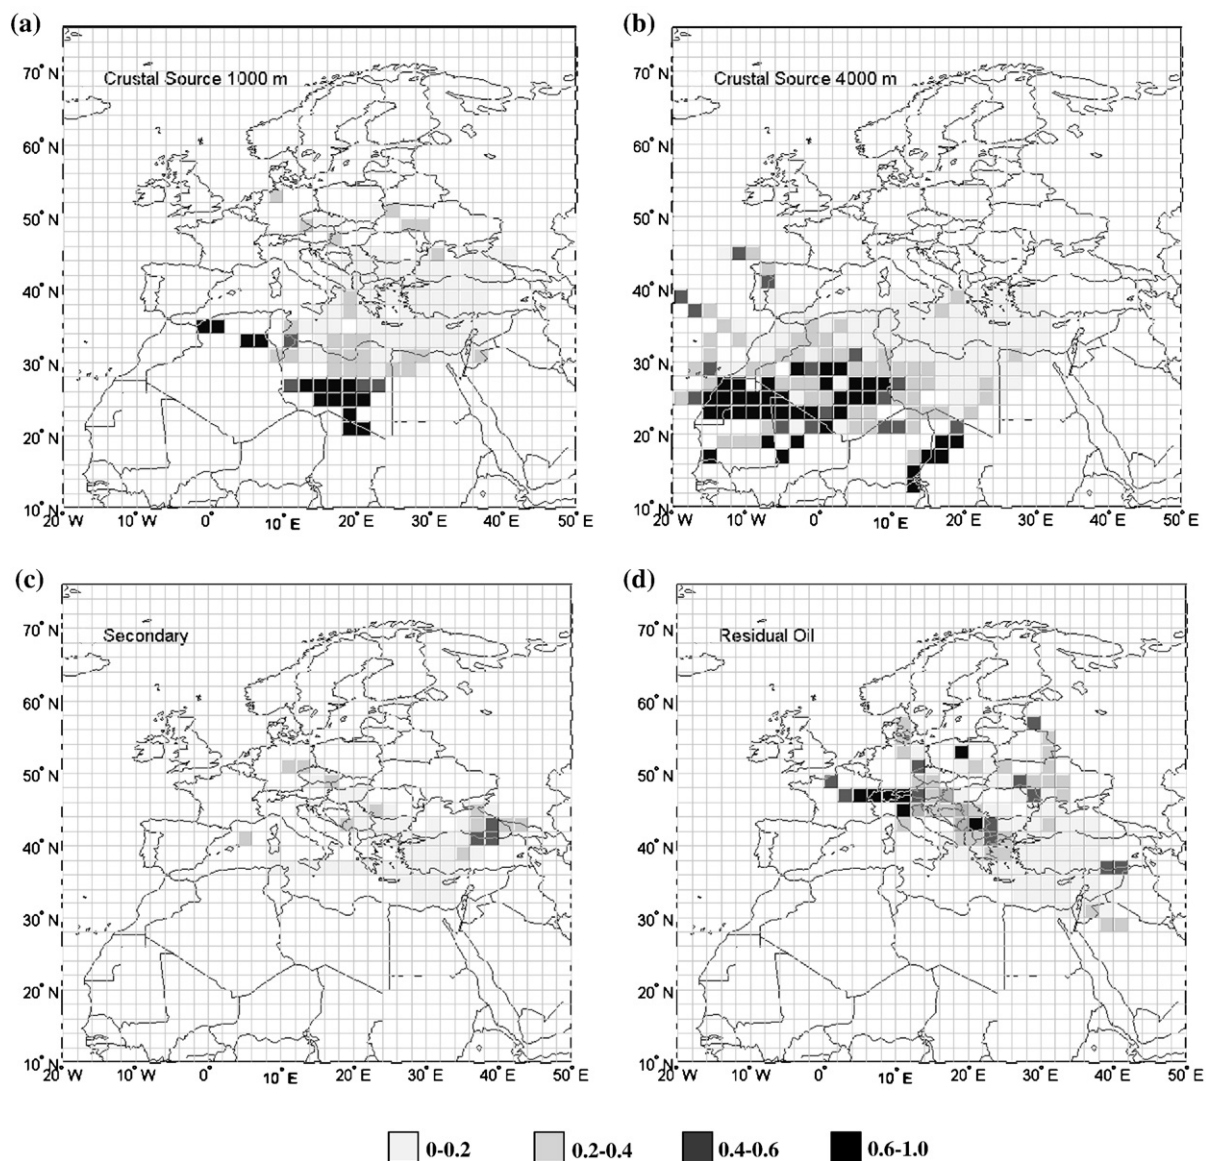 (a)
Crustal Source 1000 m
70° N
60° N
50° N
40° N
30° N
20° N
10° N
20° W 10° W 0° 10° E 20° E 30° E 40° E 50° E
(b)
Crustal Source 4000 m
70° N
60° N
50° N
40° N
30° N
20° N
10° N
20° W 10° W 0° 10° E 20° E 30° E 40° E 50° E
(c)
Secondary
70° N
60° N
50° N
40° N
30° N
20° N
10° N
20° W 10° W 0° 10° E 20° E 30° E 40° E 50° E
(d)
Residual Oil
70° N
60° N
50° N
40° N
30° N
20° N
10° N
20° W 10° W 0° 10° E 20° E 30° E 40° E 50° E
0-0.2 0.2-0.4 0.4-0.6 0.6-1.0